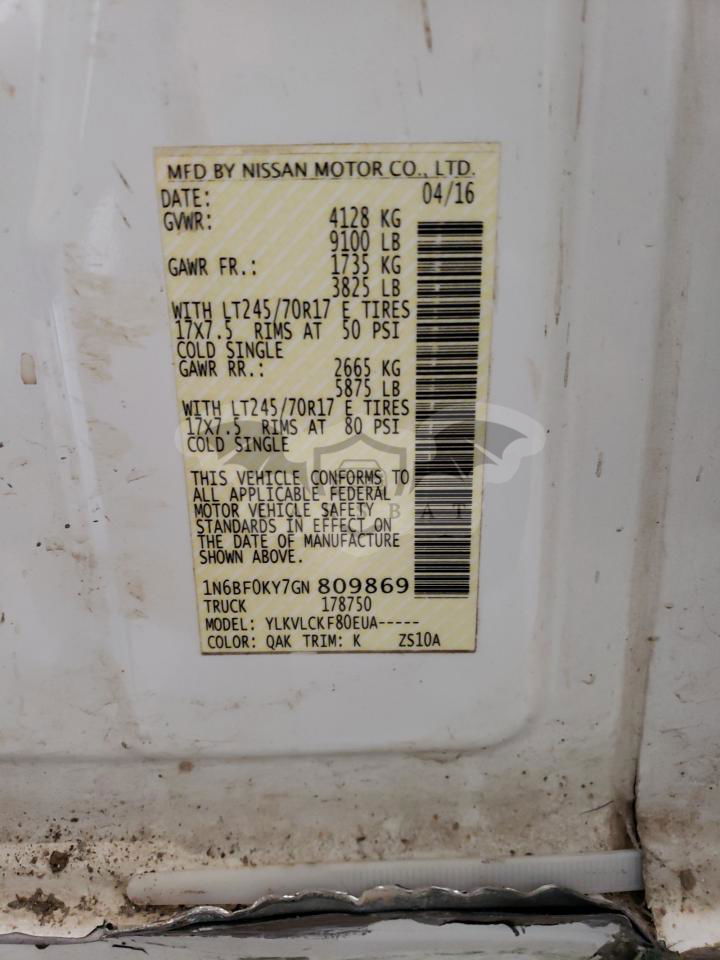 MFD BY NISSAN MOTOR CO., LTD.
DATE: 04/16
GVWR: 4128 KG
9100 LB
GAWR FR.: 1735 KG
3825 LB
WITH LT245/70R17 E TIRES
17X7.5 RIMS AT 50 PSI
COLD SINGLE
GAWR RR.: 2665 KG
5875 LB
WITH LT245/70R17 E TIRES
17X7.5 RIMS AT 80 PSI
COLD SINGLE
THIS VEHICLE CONFORMS TO
ALL APPLICABLE FEDERAL
MOTOR VEHICLE SAFETY
STANDARDS IN EFFECT ON
THE DATE OF MANUFACTURE
SHOWN ABOVE.
1N6BF0KY7GN 809869
TRUCK 178750
MODEL: YLKVLCKF80EUA-----
COLOR: QAK TRIM: K ZS10A